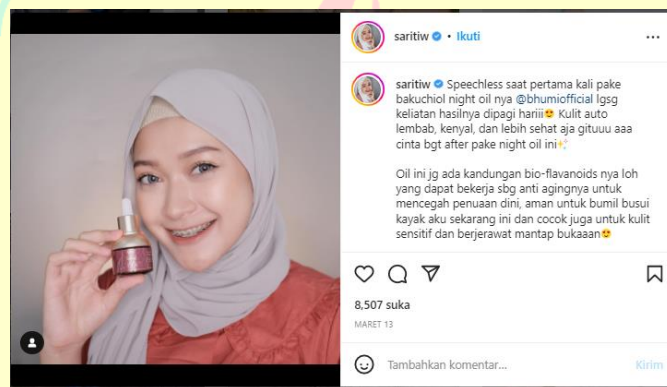 saritiw • Ikuti
saritiw Speechless saat pertama kali pake
bakuchiol night oil nya @bhumiofficial lgsg
keliatan hasilnya dipagi hariii😍 Kulit auto
lembab, kenyal, dan lebih sehat aja gituuu aaa
cinta bgt after pake night oil ini✨
Oil ini jg ada kandungan bio-flavanoids nya loh
yang dapat bekerja sbg anti agingnya untuk
mencegah penuaan dini, aman untuk bumil busui
kayak aku sekarang ini dan cocok juga untuk kulit
sensitif dan berjerawat mantap bukaaan😍
8,507 suka
MARET 13
Tambahkan komentar...
Kirim